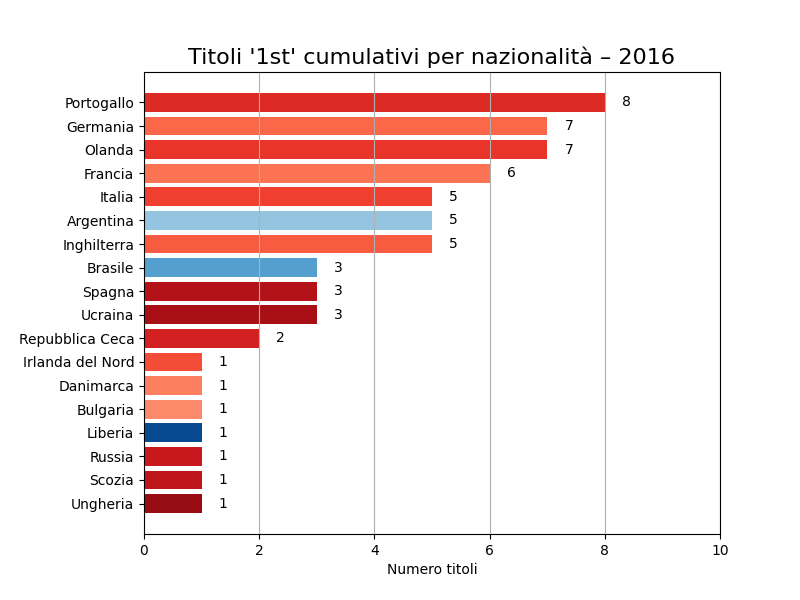 Titoli '1st' cumulativi per nazionalità – 2016
Portogallo 8
Germania 7
Olanda 7
Francia 6
Italia 5
Argentina 5
Inghilterra 5
Brasile 3
Spagna 3
Ucraina 3
Repubblica Ceca 2
Irlanda del Nord 1
Danimarca 1
Bulgaria 1
Liberia 1
Russia 1
Scozia 1
Ungheria 1
0 2 4 6 8 10
Numero titoli